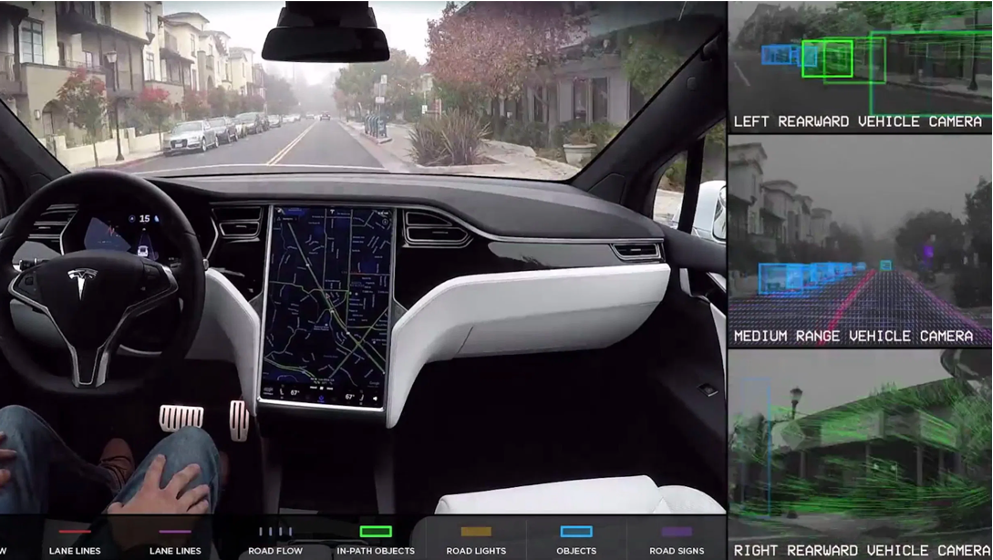 LEFT REARWARD VEHICLE CAMERA
15
MEDIUM RANGE VEHICLE CAMERA
67°
67°
RIGHT REARWARD VEHICLE CAMERA
W
LANE LINES
LANE LINES
ROAD FLOW
IN-PATH OBJECTS
ROAD LIGHTS
OBJECTS
ROAD SIGNS